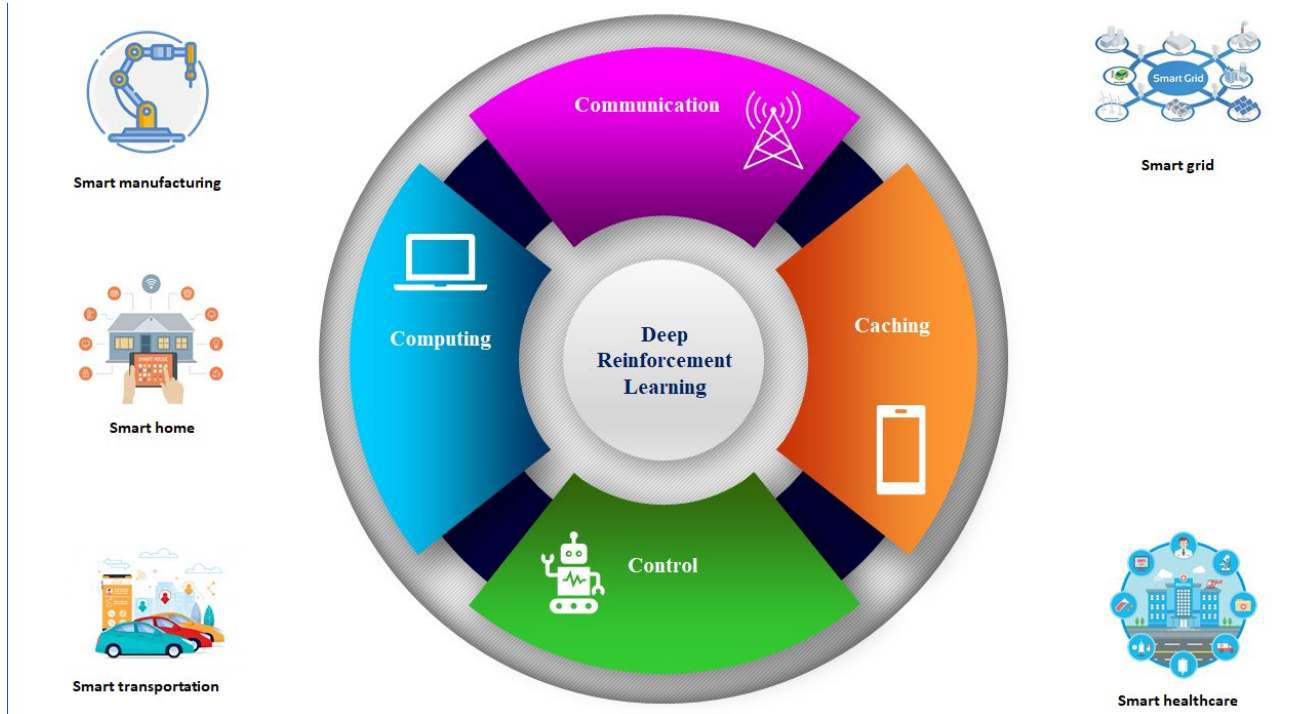 Communication
Smart Grid
Smart manufacturing
Smart grid
Computing
Deep
Reinforcement
Learning
Caching
SMART HOUSE
Smart home
Control
Smart transportation
Smart healthcare